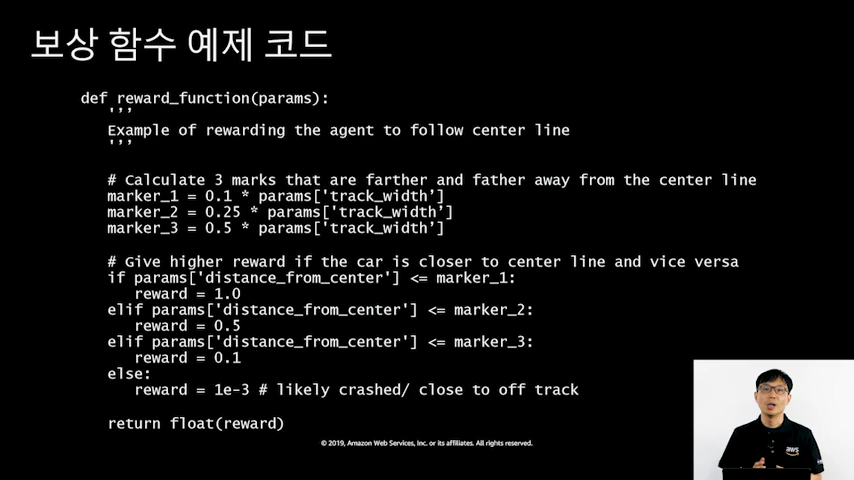 보상 함수 예제 코드
def reward_function(params):
'''
Example of rewarding the agent to follow center line
'''
# Calculate 3 marks that are farther and father away from the center line
marker_1 = 0.1 * params['track_width’]
marker_2 = 0.25 * params['track_width’]
marker_3 = 0.5 * params['track_width’]
# Give higher reward if the car is closer to center line and vice versa
if params['distance_from_center'] <= marker_1:
reward = 1.0
elif params['distance_from_center'] <= marker_2:
reward = 0.5
elif params['distance_from_center'] <= marker_3:
reward = 0.1
else:
reward = 1e-3 # likely crashed/ close to off track
return float(reward)
© 2019, Amazon Web Services, Inc. or its affiliates. All rights reserved.
aws